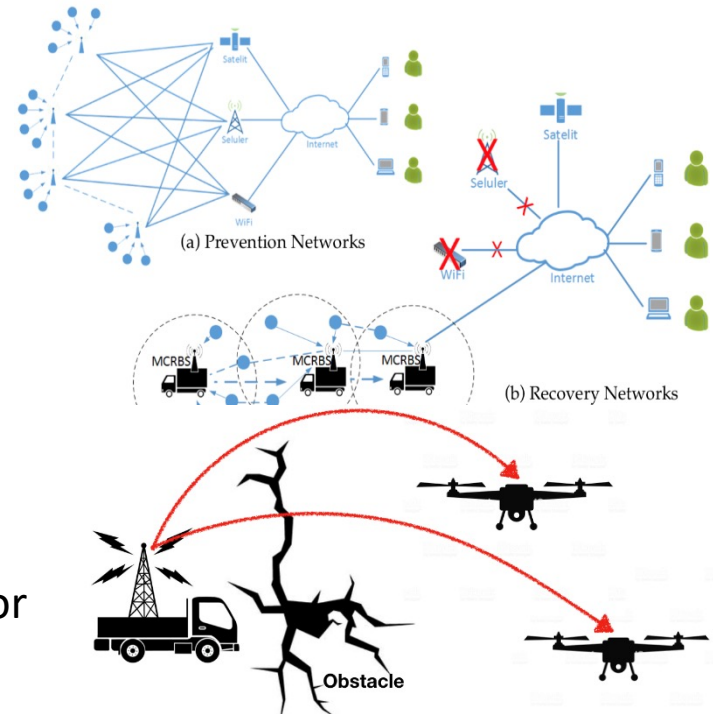 Satelit
Seluler
Internet
WiFi
(a) Prevention Networks
Satelit
Seluler
WiFi
Internet
MCRBS
MCRBS
MCRBS
(b) Recovery Networks
or
Obstacle